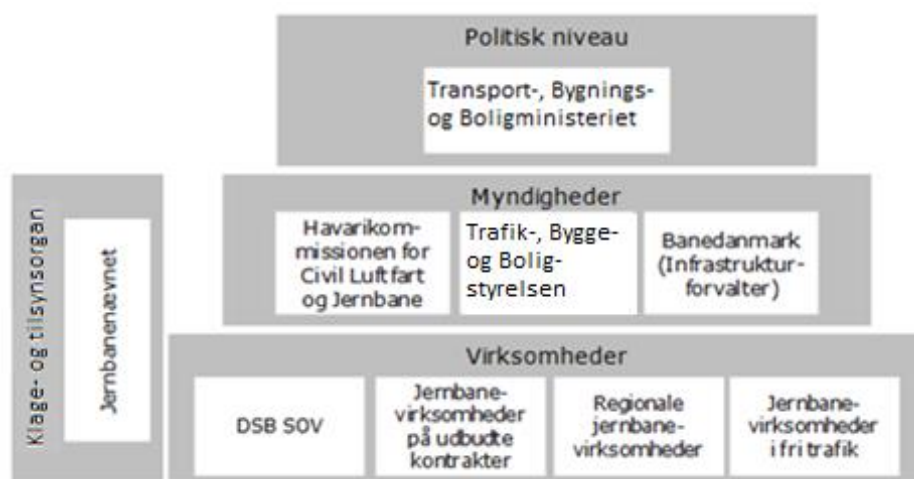 Politisk niveau
Transport-, Bygnings-
og Boligministeriet
Klage- og tilsynsorgan
Jernbanenævnet
Myndigheder
Havarikom-
missionen for
Civil Luftfart
og Jernbane
Trafik-, Bygge-
og Bolig-
styrelsen
Banedanmark
(Infrastruktur-
forvalter)
Virksomheder
DSB SOV
Jernbane-
virksomheder
på udbudte
kontrakter
Regionale
jernbane-
virksomheder
Jernbane-
virksomheder
i fri trafik